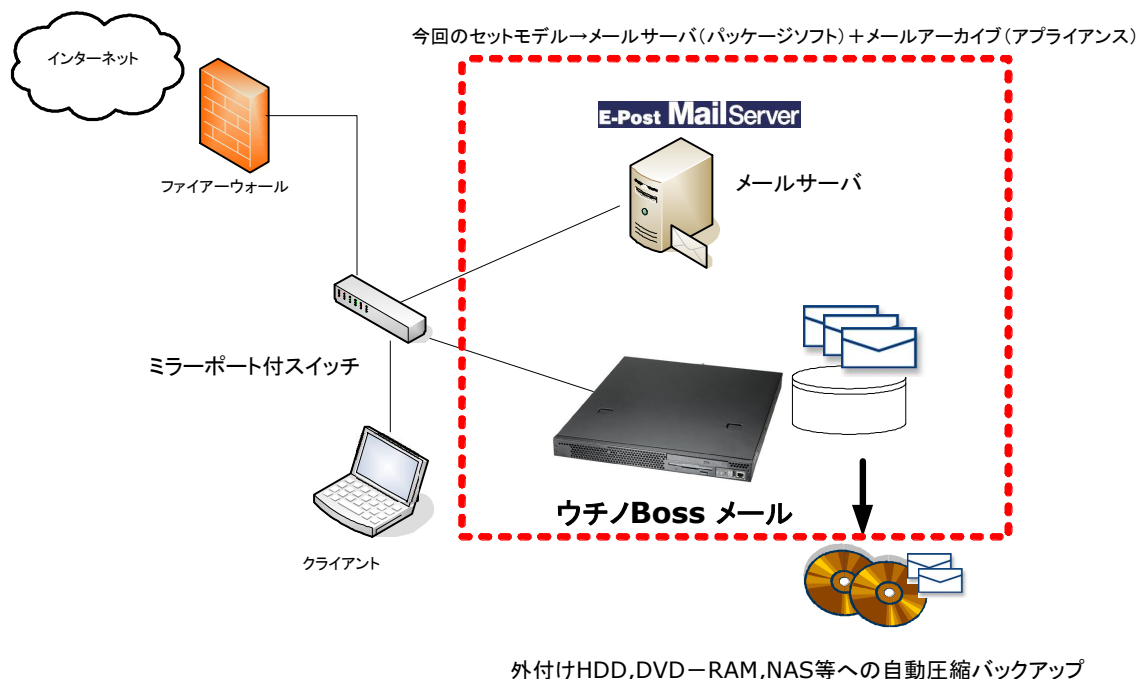 今回のセットモデル→メールサーバ（パッケージソフト）＋メールアーカイブ（アプライアンス）
インターネット
E-Post MailServer
ファイアーウォール
メールサーバ
ミラーポート付スイッチ
ウチノBoss メール
クライアント
外付けHDD,DVD－RAM,NAS等への自動圧縮バックアップ